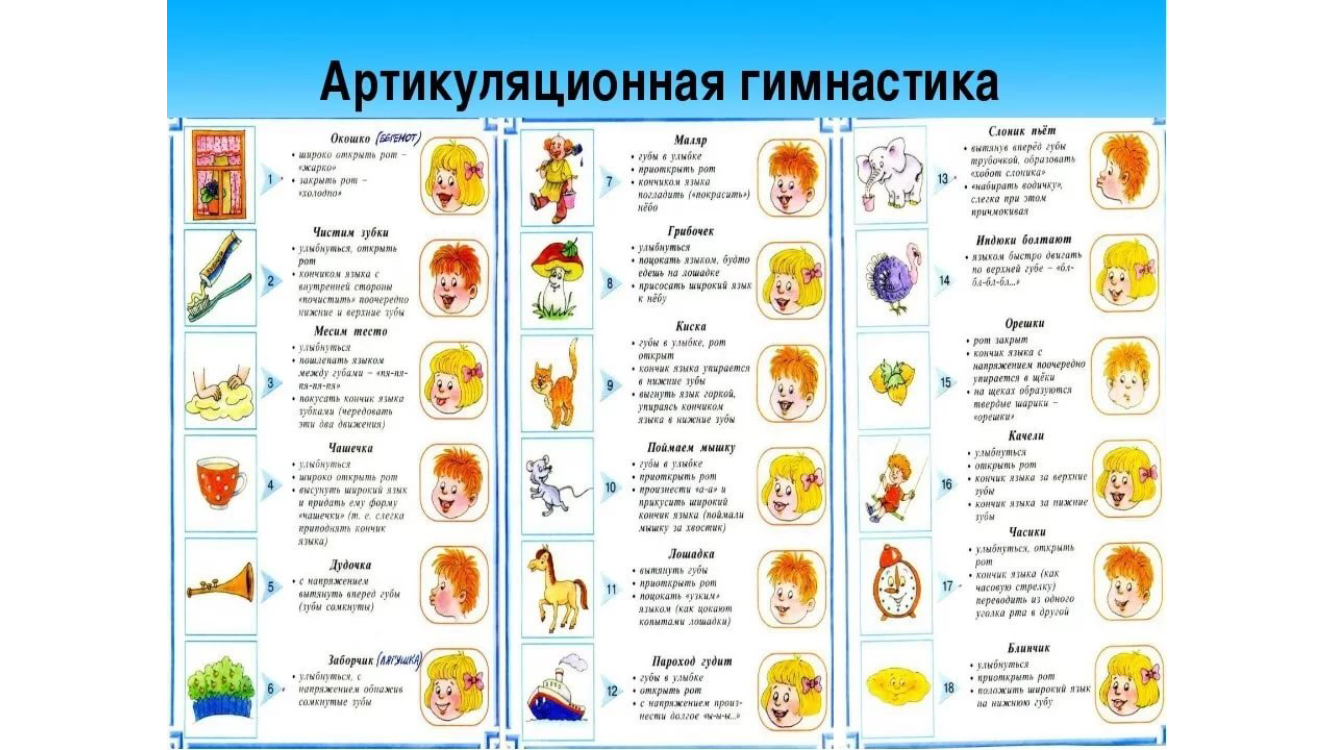 Артикуляционная гимнастика
Окошко (БЕГЕМОТ)
• широко открыть рот –
«жарко»
• закрыть рот –
«холодно»
1
Чистим зубки
• улыбнуться, открыть
рот
• кончиком языка с
внутренней стороны
«почистить» поочередно
нижние и верхние зубы
2
Месим тесто
• улыбнуться
• пошлепать языком
между губами – «пя-пя-
пя-пя-пя»
• покусать кончик языка
зубками (чередовать
эти два движения)
3
Чашечка
• улыбнуться
• широко открыть рот
• высунуть широкий язык
и придать ему форму
«чашечки» (т. е. слегка
приподнять кончик
языка)
4
Дудочка
• с напряжением
вытянуть вперед губы
(зубы сомкнуты)
5
Заборчик (ЛЯГУШКА)
• улыбнуться, с
напряжением обнажив
сомкнутые зубы
6
Маляр
• губы в улыбке
• приоткрыть рот
• кончиком языка
погладить («покрасить»)
нёбо
7
Грибочек
• улыбнуться
• поцокать языком, будто
едешь на лошадке
• присосать широкий язык
к нёбу
8
Киска
• губы в улыбке, рот
открыт
• кончик языка упирается
в нижние зубы
• выгнуть язык горкой,
упираясь кончиком
языка в нижние зубы
9
Поймаем мышку
• губы в улыбке
• приоткрыть рот
• произнести «а-а» и
прикусить широкий
кончик языка (поймали
мышку за хвостик)
10
Лошадка
• вытянуть губы
• приоткрыть рот
• поцокать «узким»
языком (как цокают
копытами лошадки)
11
Пароход гудит
• губы в улыбке
• открыть рот
• с напряжением произ-
нести долгое «ы-ы-ы...»
12
Слоник пьёт
• вытянув вперёд губы
трубочкой, образовать
«хобот слоника»
• «набирать водичку»,
слегка при этом
причмокивая
13
Индюки болтают
• языком быстро двигать
по верхней губе – «бл-
бл-бл-бл...»
14
Орешки
• рот закрыт
• кончик языка с
напряжением поочередно
упирается в щёки
• на щеках образуются
твердые шарики –
«орешки»
15
Качели
• улыбнуться
• открыть рот
• кончик языка за верхние
зубы
• кончик языка за нижние
зубы
16
Часики
• улыбнуться, открыть
рот
• кончик языка (как
часовую стрелку)
переводить из одного
уголка рта в другой
17
Блинчик
• улыбнуться
• приоткрыть рот
• положить широкий язык
на нижнюю губу
18